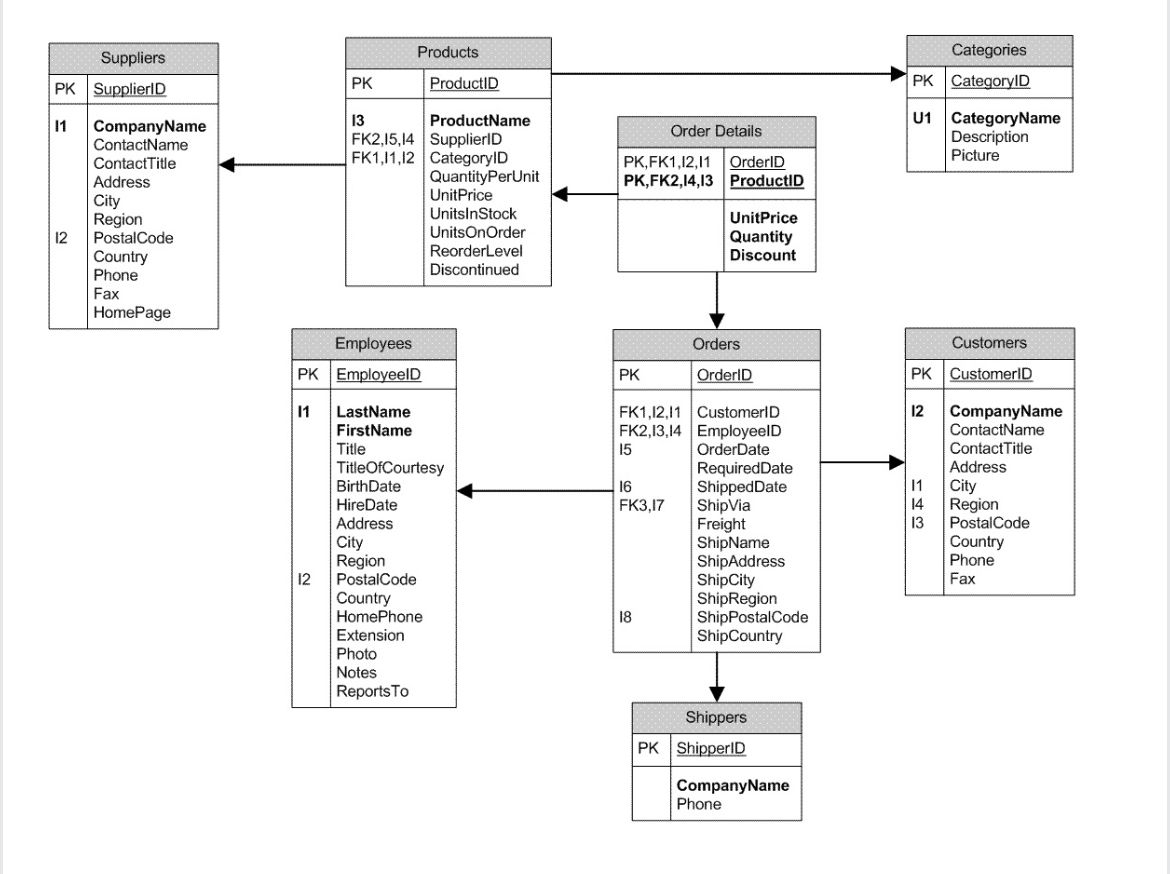 Suppliers
PK SupplierID
I1 CompanyName
ContactName
ContactTitle
Address
City
Region
I2 PostalCode
Country
Phone
Fax
HomePage
Products
PK ProductID
I3 ProductName
FK2,I5,I4 SupplierID
FK1,I1,I2 CategoryID
QuantityPerUnit
UnitPrice
UnitsInStock
UnitsOnOrder
ReorderLevel
Discontinued
Order Details
PK,FK1,I2,I1 OrderID
PK,FK2,I4,I3 ProductID
UnitPrice
Quantity
Discount
Categories
PK CategoryID
U1 CategoryName
Description
Picture
Employees
PK EmployeeID
I1 LastName
FirstName
Title
TitleOfCourtesy
BirthDate
HireDate
Address
City
Region
I2 PostalCode
Country
HomePhone
Extension
Photo
Notes
ReportsTo
Orders
PK OrderID
FK1,I2,I1 CustomerID
FK2,I3,I4 EmployeeID
I5 OrderDate
RequiredDate
I6 ShippedDate
FK3,I7 ShipVia
Freight
ShipName
ShipAddress
ShipCity
ShipRegion
I8 ShipPostalCode
ShipCountry
Customers
PK CustomerID
I2 CompanyName
ContactName
ContactTitle
Address
I1 City
I4 Region
I3 PostalCode
Country
Phone
Fax
Shippers
PK ShipperID
CompanyName
Phone